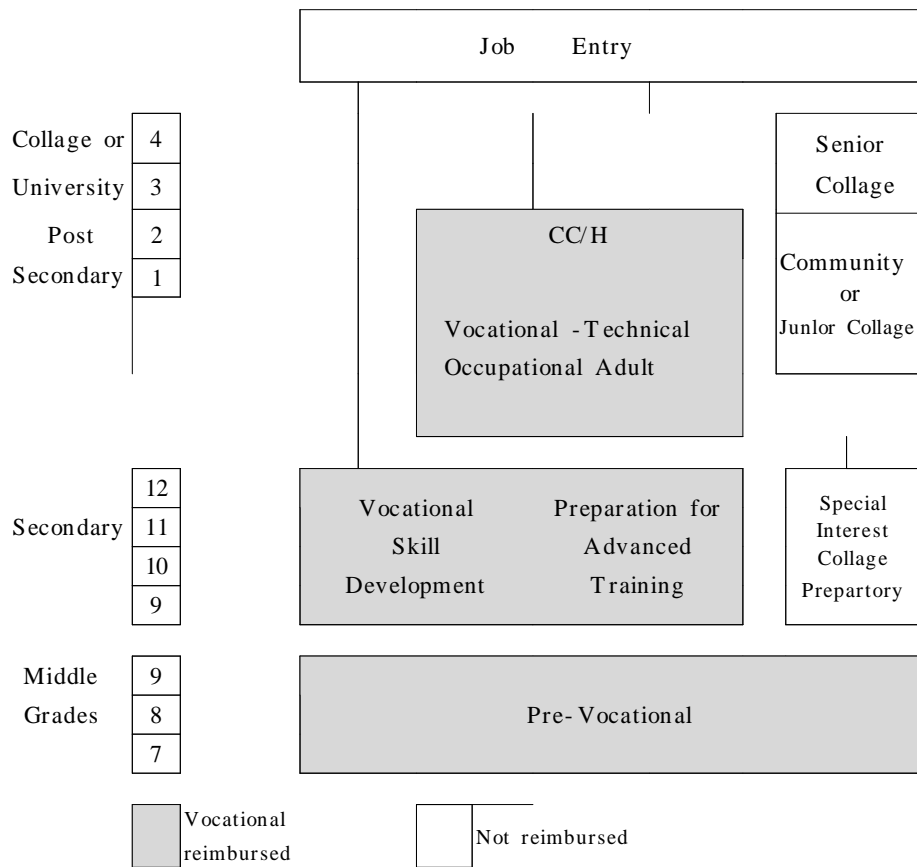 Job Entry
Collage or
University
Post
Secondary
4
3
2
1
CC/H
Vocational -Technical
Occupational Adult
Senior
Collage
Community
or
Junlor Collage
Secondary
12
11
10
9
Vocational
Skill
Development
Preparation for
Advanced
Training
Special
Interest
Collage
Prepartory
Middle
Grades
9
8
7
Pre-Vocational
Vocational
reimbursed
Not reimbursed